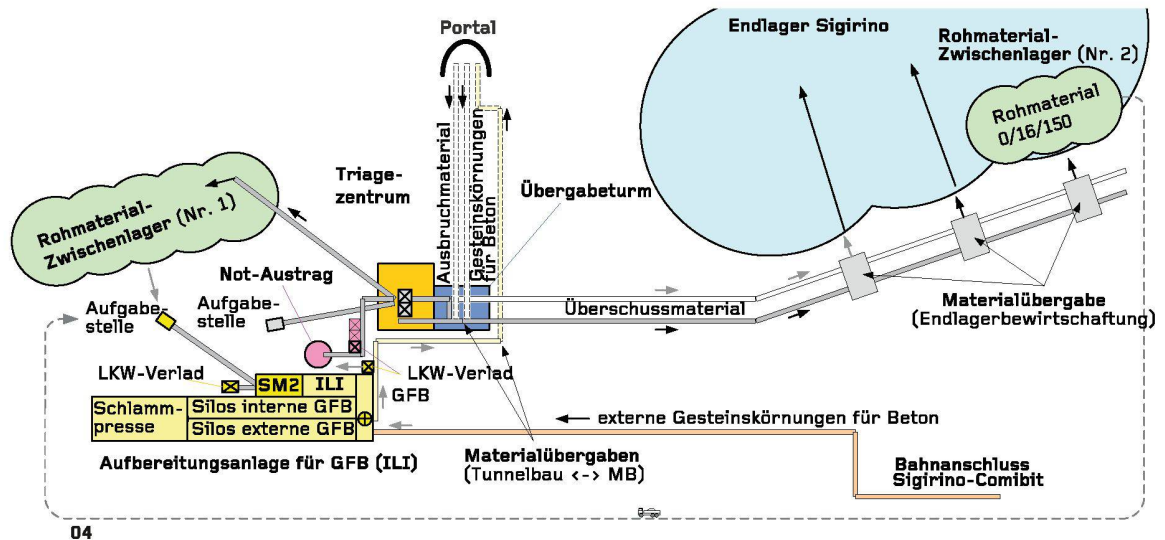 Portal
Endlager Sigirino
Rohmaterial-
Zwischenlager (Nr. 2)
Rohmaterial
0/16/150
Ausbruchmaterial
Gesteinskörnungen
für Beton
Triage-
zentrum
Übergabeturm
Rohmaterial-
Zwischenlager (Nr. 1)
Not-Austrag
Aufgabe-
stelle
Aufgabe-
stelle
Überschussmaterial
Materialübergabe
(Endlagerbewirtschaftung)
LKW-Verlad
SM2
ILI
LKW-Verlad
GFB
Schlamm-
presse
Silos interne GFB
Silos externe GFB
externe Gesteinskörnungen für Beton
Aufbereitungsanlage für GFB (ILI)
Materialübergaben
(Tunnelbau <-> MB)
Bahnanschluss
Sigirino-Comibit
04